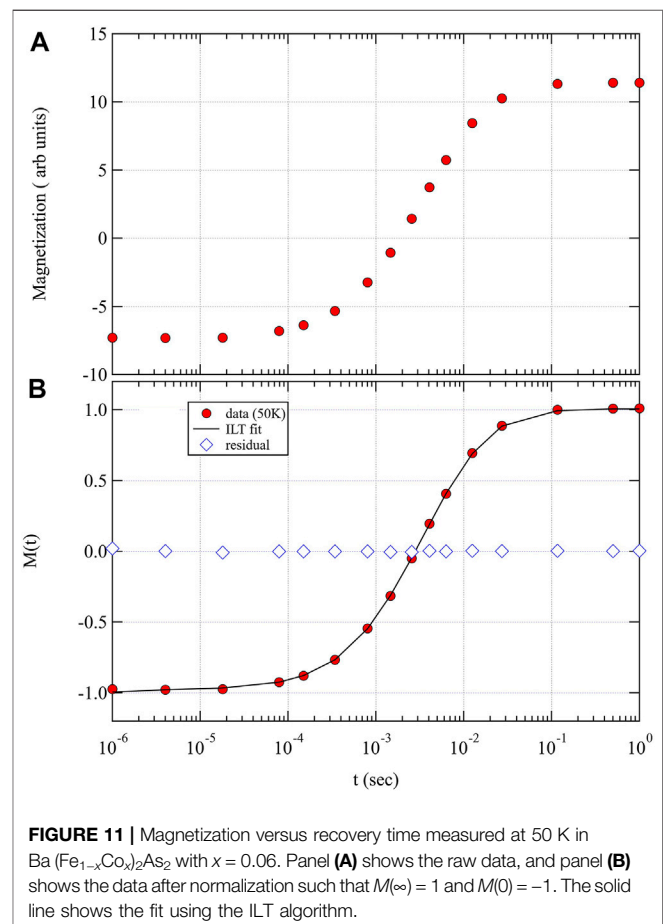 A
15
10
5
0
-5
-10
Magnetization ( arb units)
B
1.0
0.5
0.0
-0.5
-1.0
M(t)
data (50K)
ILT fit
residual
10⁻⁶ 10⁻⁵ 10⁻⁴ 10⁻³ 10⁻² 10⁻¹ 10⁰
t (sec)
FIGURE 11 | Magnetization versus recovery time measured at 50 K in
Ba (Fe₁₋ₓCoₓ)₂As₂ with x = 0.06. Panel (A) shows the raw data, and panel (B)
shows the data after normalization such that M(∞) = 1 and M(0) = −1. The solid
line shows the fit using the ILT algorithm.